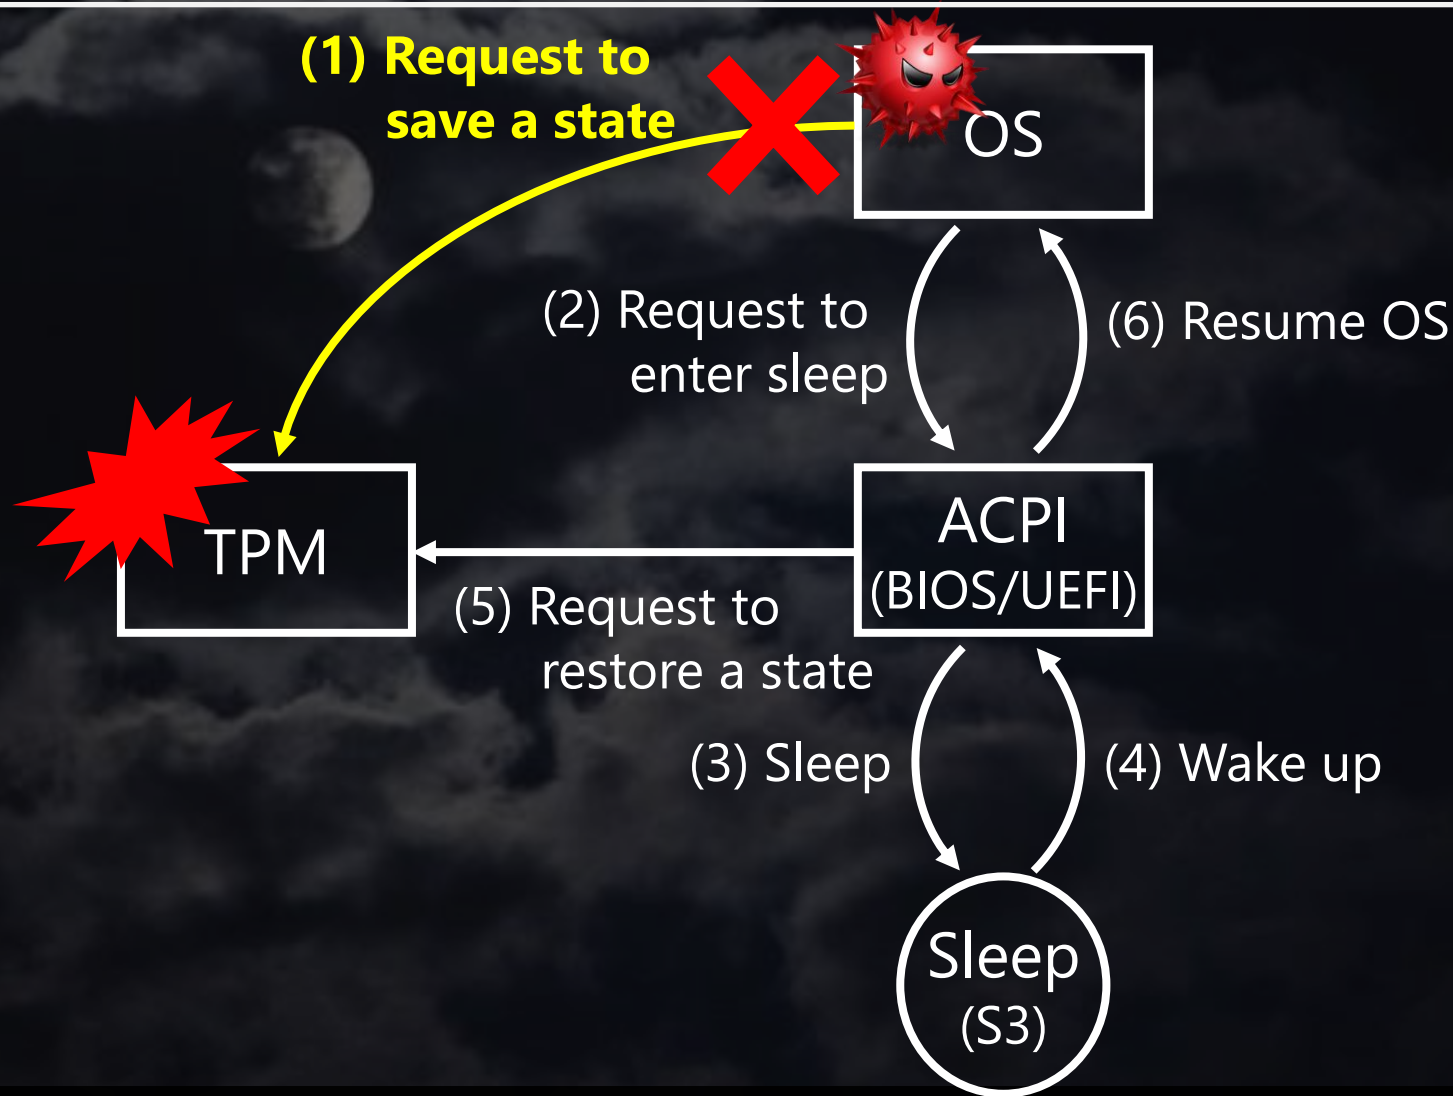 (1) Request to
save a state
OS
(2) Request to
enter sleep
(6) Resume OS
TPM
ACPI
(BIOS/UEFI)
(5) Request to
restore a state
(3) Sleep
(4) Wake up
Sleep
(S3)